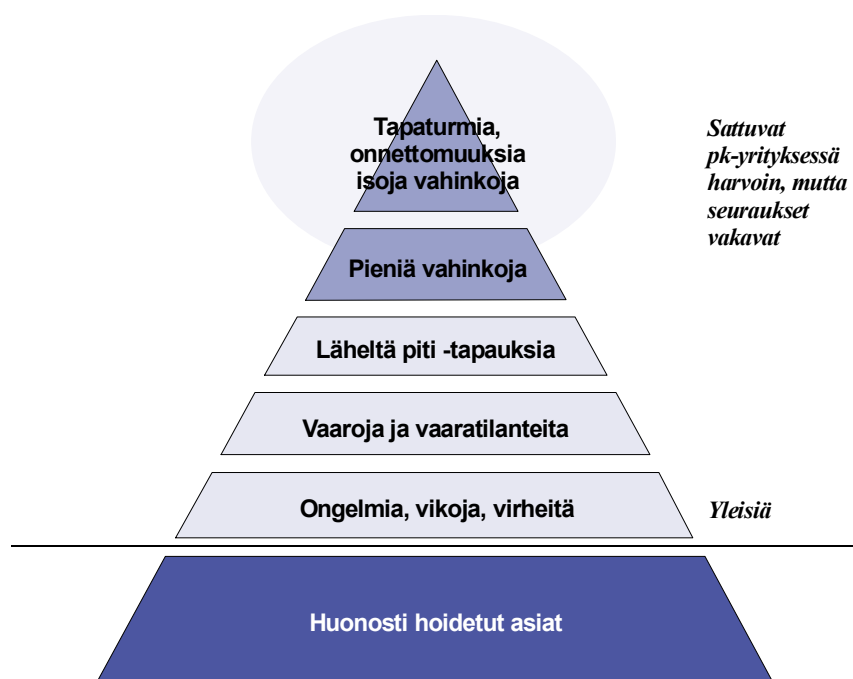 Tapaturmia,
onnettomuuksia
isoja vahinkoja
Sattuvat
pk-yrityksessä
harvoin, mutta
seuraukset
vakavat
Pieniä vahinkoja
Läheltä piti -tapauksia
Vaaroja ja vaaratilanteita
Ongelmia, vikoja, virheitä
Yleisiä
Huonosti hoidetut asiat